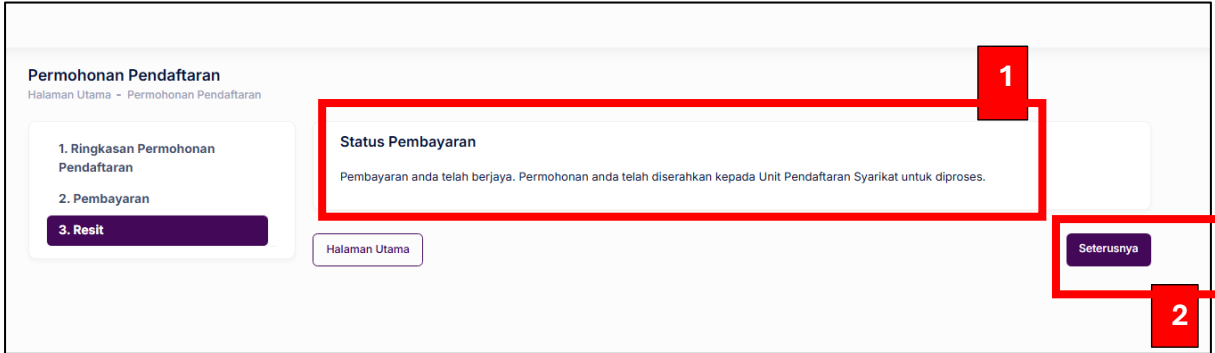 Permohonan Pendaftaran
Halaman Utama - Permohonan Pendaftaran
1. Ringkasan Permohonan
Pendaftaran
2. Pembayaran
3. Resit
1
Status Pembayaran
Pembayaran anda telah berjaya. Permohonan anda telah diserahkan kepada Unit Pendaftaran Syarikat untuk diproses.
Halaman Utama
Seterusnya
2